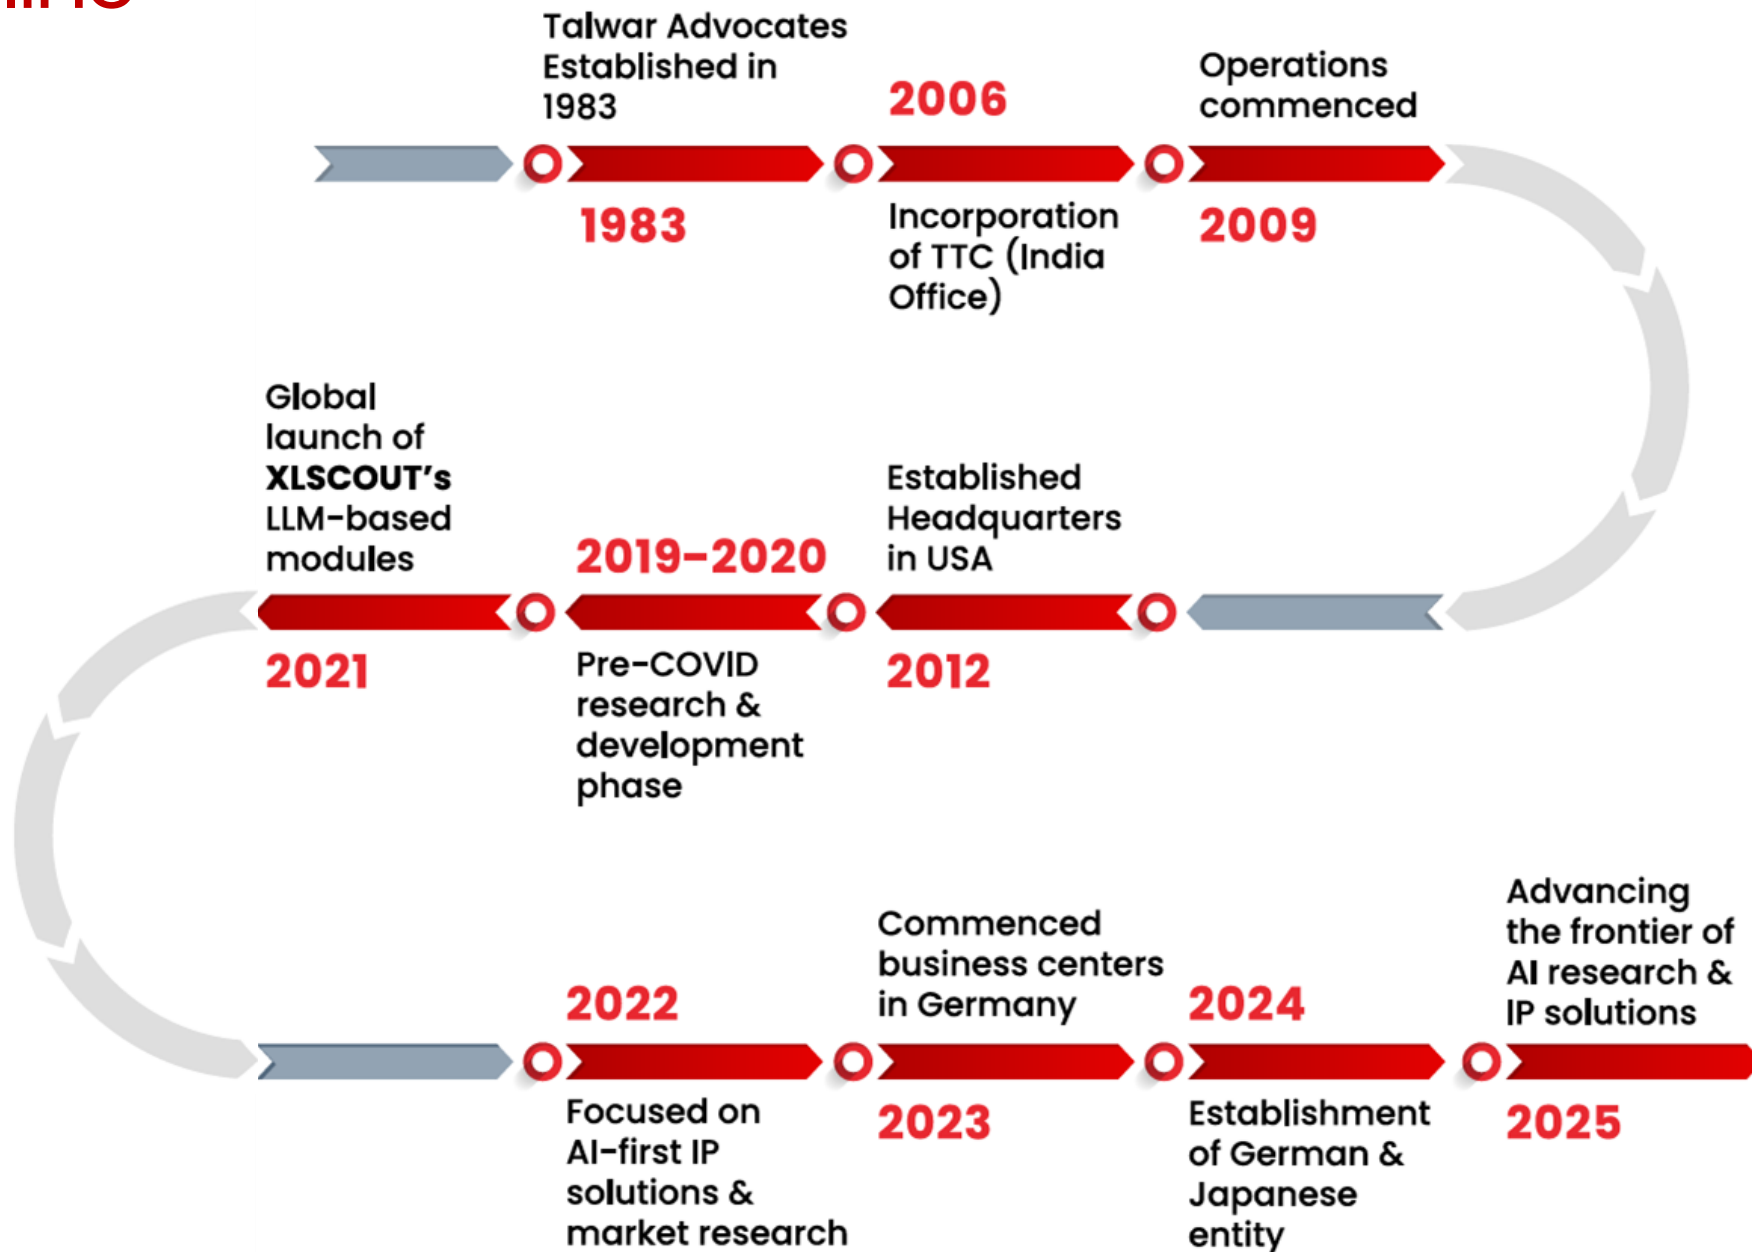 Talwar Advocates
Established in
1983
1983
2006
Incorporation
of TTC (India
Office)
Operations
commenced
2009
Established
Headquarters
in USA
2012
2019-2020
Pre-COVID
research &
development
phase
Global
launch of
XLSCOUT's
LLM-based
modules
2021
2022
Focused on
AI-first IP
solutions &
market research
Commenced
business centers
in Germany
2023
2024
Establishment
of German &
Japanese
entity
Advancing
the frontier of
AI research &
IP solutions
2025